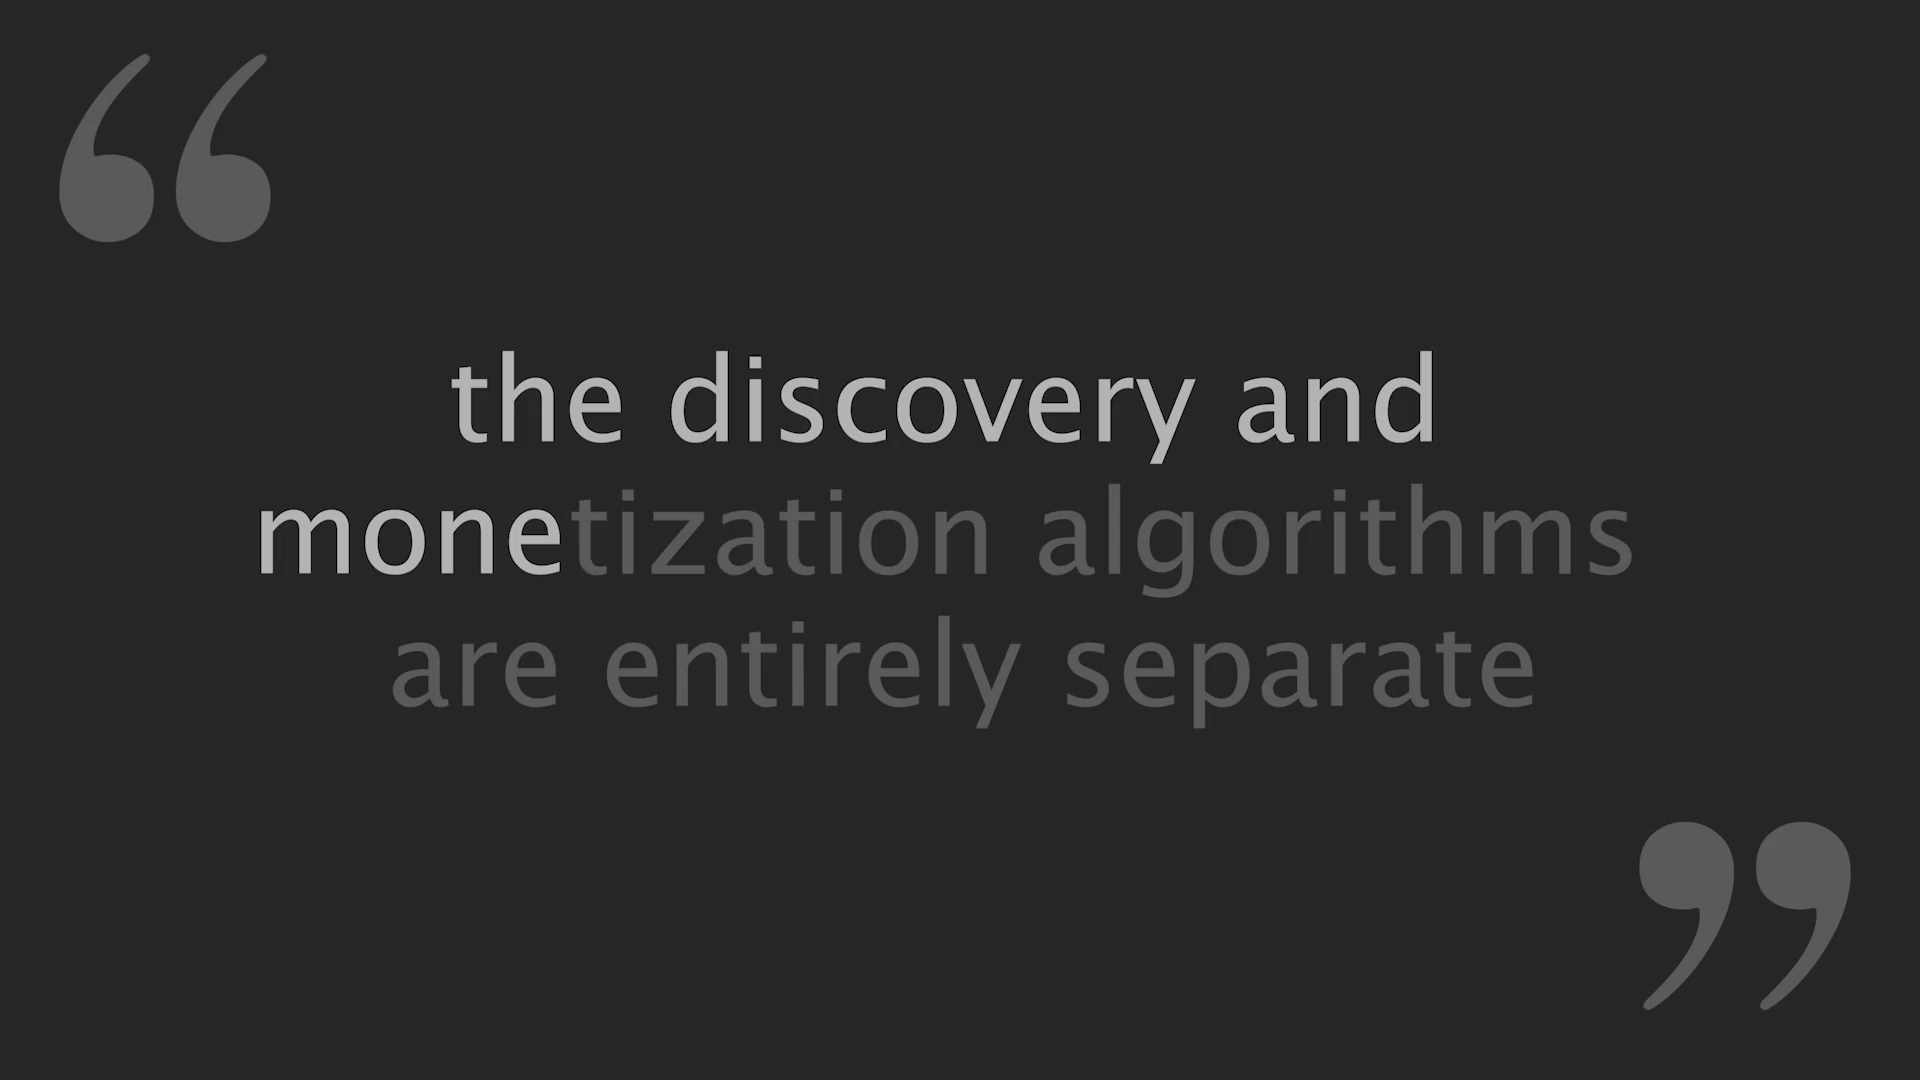 “
the discovery and
monetization algorithms
are entirely separate
”